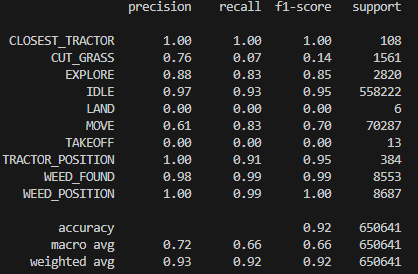 precision recall f1-score support
CLOSEST_TRACTOR 1.00 1.00 1.00 108
CUT_GRASS 0.76 0.07 0.14 1561
EXPLORE 0.88 0.83 0.85 2820
IDLE 0.97 0.93 0.95 558222
LAND 0.00 0.00 0.00 6
MOVE 0.61 0.83 0.70 70287
TAKEOFF 0.00 0.00 0.00 13
TRACTOR_POSITION 1.00 0.91 0.95 384
WEED_FOUND 0.98 0.99 0.99 8553
WEED_POSITION 1.00 0.99 1.00 8687
accuracy 0.92 650641
macro avg 0.72 0.66 0.66 650641
weighted avg 0.93 0.92 0.92 650641